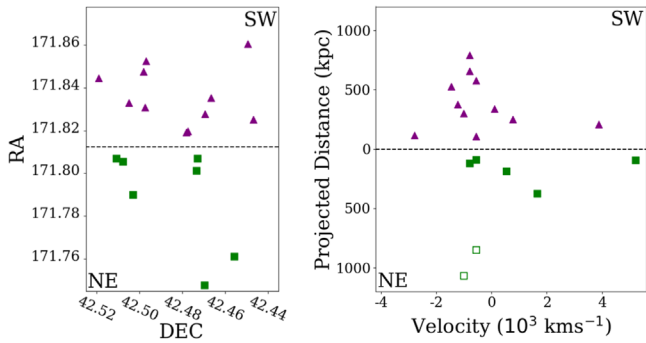 SW
171.86
171.84
171.82
171.80
171.78
171.76
RA
NE
42.52
42.50
42.48
42.46
42.44
DEC
SW
1000
500
0
500
1000
Projected Distance (kpc)
NE
-4
-2
0
2
4
Velocity (10³ kms⁻¹)